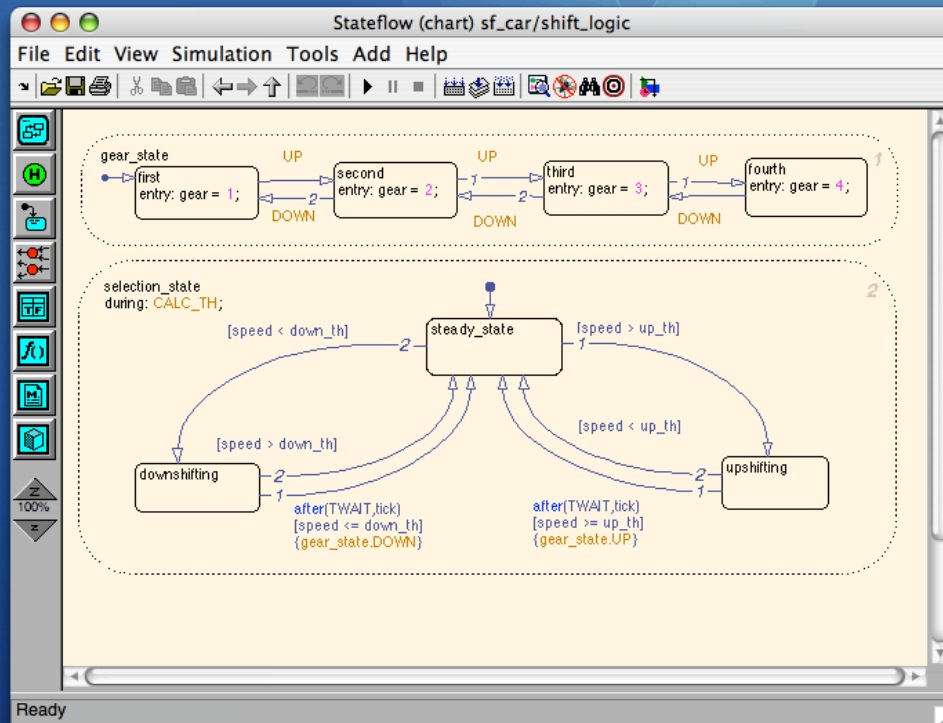 Stateflow (chart) sf_car/shift_logic
File Edit View Simulation Tools Add Help
gear_state
1
UP
UP
UP
first
entry: gear = 1;
second
entry: gear = 2;
third
entry: gear = 3;
fourth
entry: gear = 4;
1
1
2
2
DOWN
DOWN
DOWN
selection_state
during: CALC_TH;
2
[speed < down_th]
steady_state
[speed > up_th]
2
1
[speed > down_th]
[speed < up_th]
downshifting
upshifting
2
1
2
1
after(TWAIT,tick)
[speed <= down_th]
{gear_state.DOWN}
after(TWAIT,tick)
[speed >= up_th]
{gear_state.UP}
H
TF
f()
M
Z
100%
Z
Ready